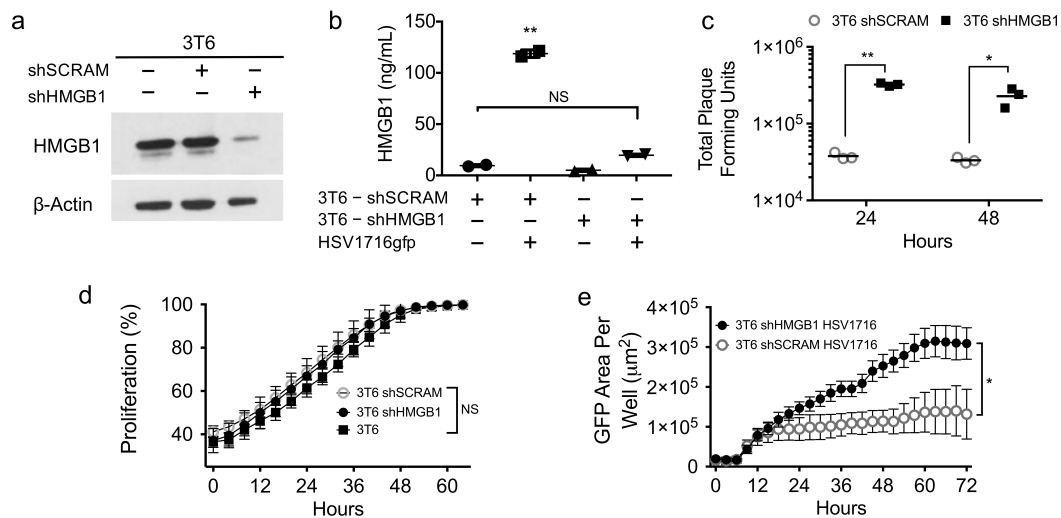 a
3T6
shSCRAM – + –
shHMGB1 – – +
HMGB1
β-Actin
b
HMGB1 (ng/mL)
150
100
50
0
**
NS
3T6 – shSCRAM + + – –
3T6 – shHMGB1 – – + +
HSV1716gfp – + – +
c
3T6 shSCRAM 3T6 shHMGB1
Total Plaque
Forming Units
1×10⁶
1×10⁵
1×10⁴
** *
24 48
Hours
d
Proliferation (%)
100
80
60
40
3T6 shSCRAM
3T6 shHMGB1
3T6
NS
0 12 24 36 48 60
Hours
e
GFP Area Per
Well (μm²)
4×10⁵
3×10⁵
2×10⁵
1×10⁵
0
3T6 shHMGB1 HSV1716
3T6 shSCRAM HSV1716
*
0 12 24 36 48 60 72
Hours